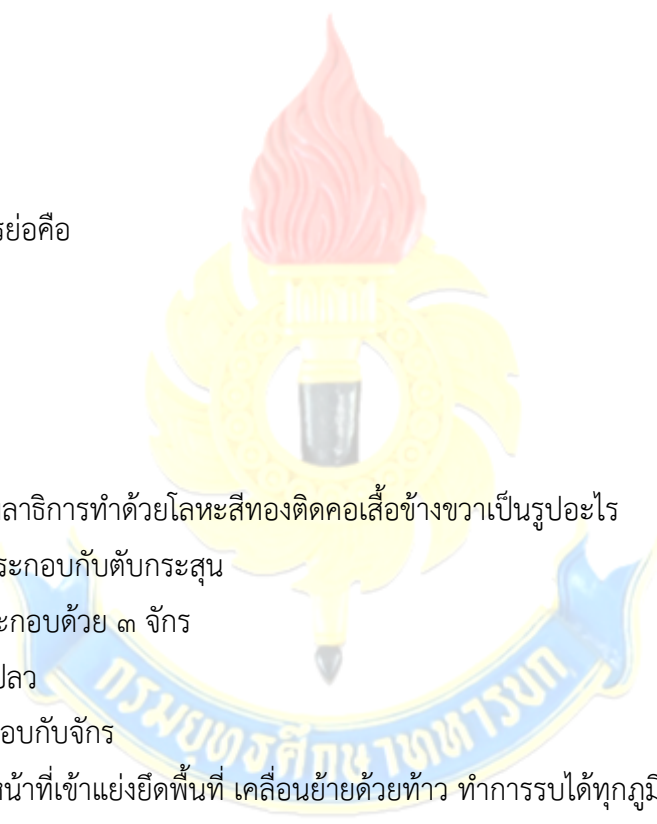 รย่อคือ
ลาธิการทำด้วยโลหะสีทองติดคอเสื้อข้างขวาเป็นรูปอะไร
ระกอบกับตับกระสุน
ะกอบด้วย ๓ จักร
ปลว
อบกับจักร
กรมยุทธศึกษาทหารบก
หน้าที่เข้าแย่งยึดพื้นที่ เคลื่อนย้ายด้วยท้าว ทำการรบได้ทุกภูมิ